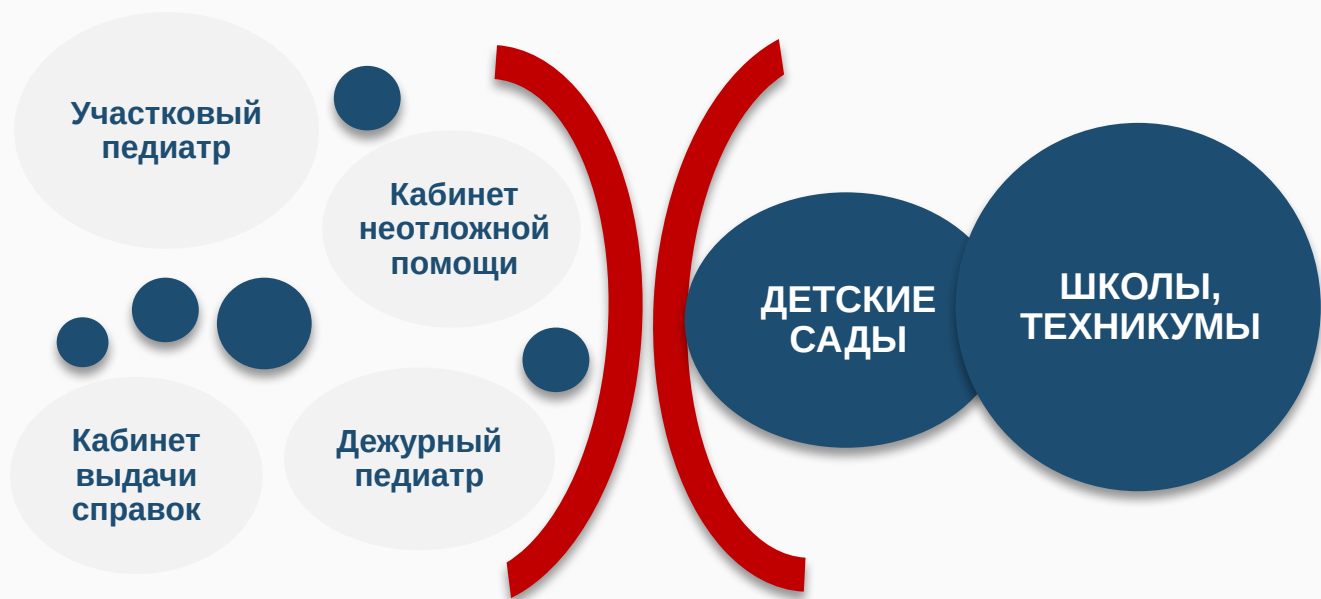 Участковый
педиатр
Кабинет
неотложной
помощи
Кабинет
выдачи
справок
Дежурный
педиатр
ДЕТСКИЕ
САДЫ
ШКОЛЫ,
ТЕХНИКУМЫ